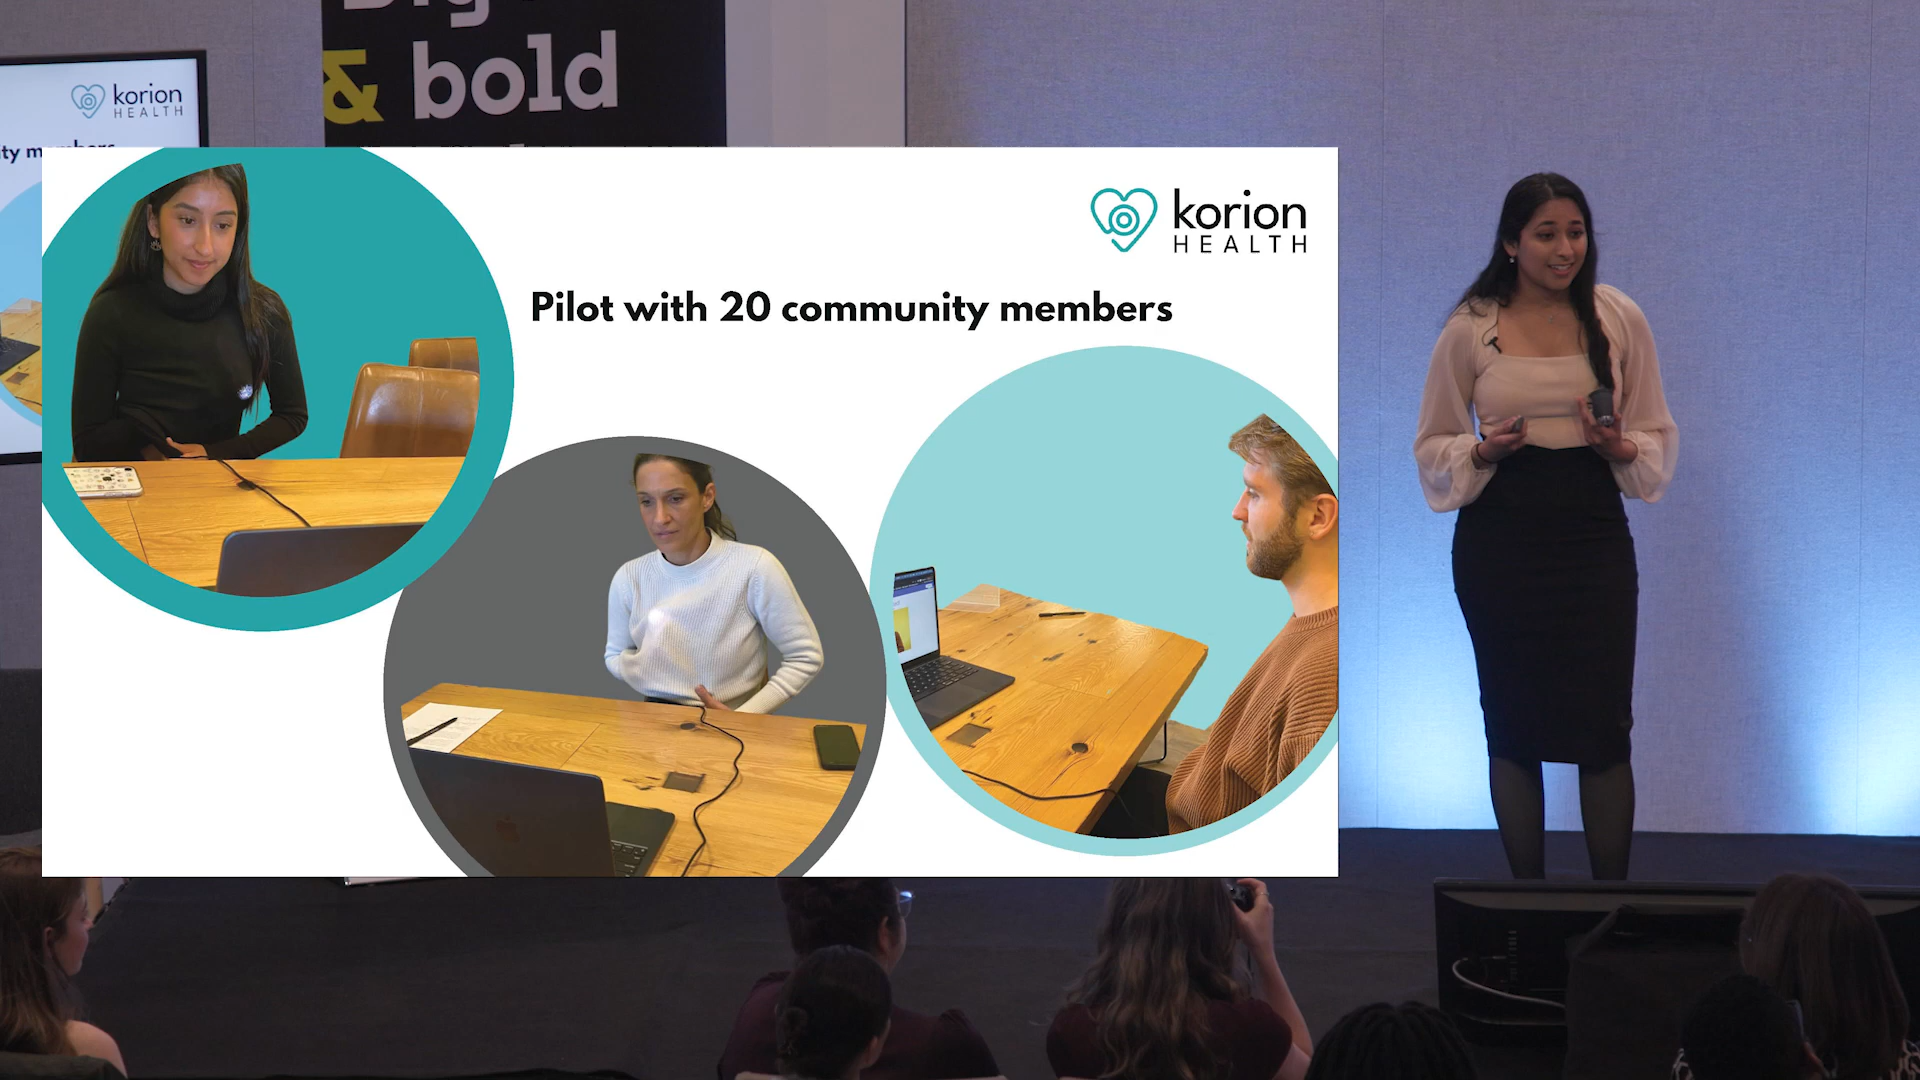 & bold
korion
HEALTH
korion
HEALTH
Pilot with 20 community members